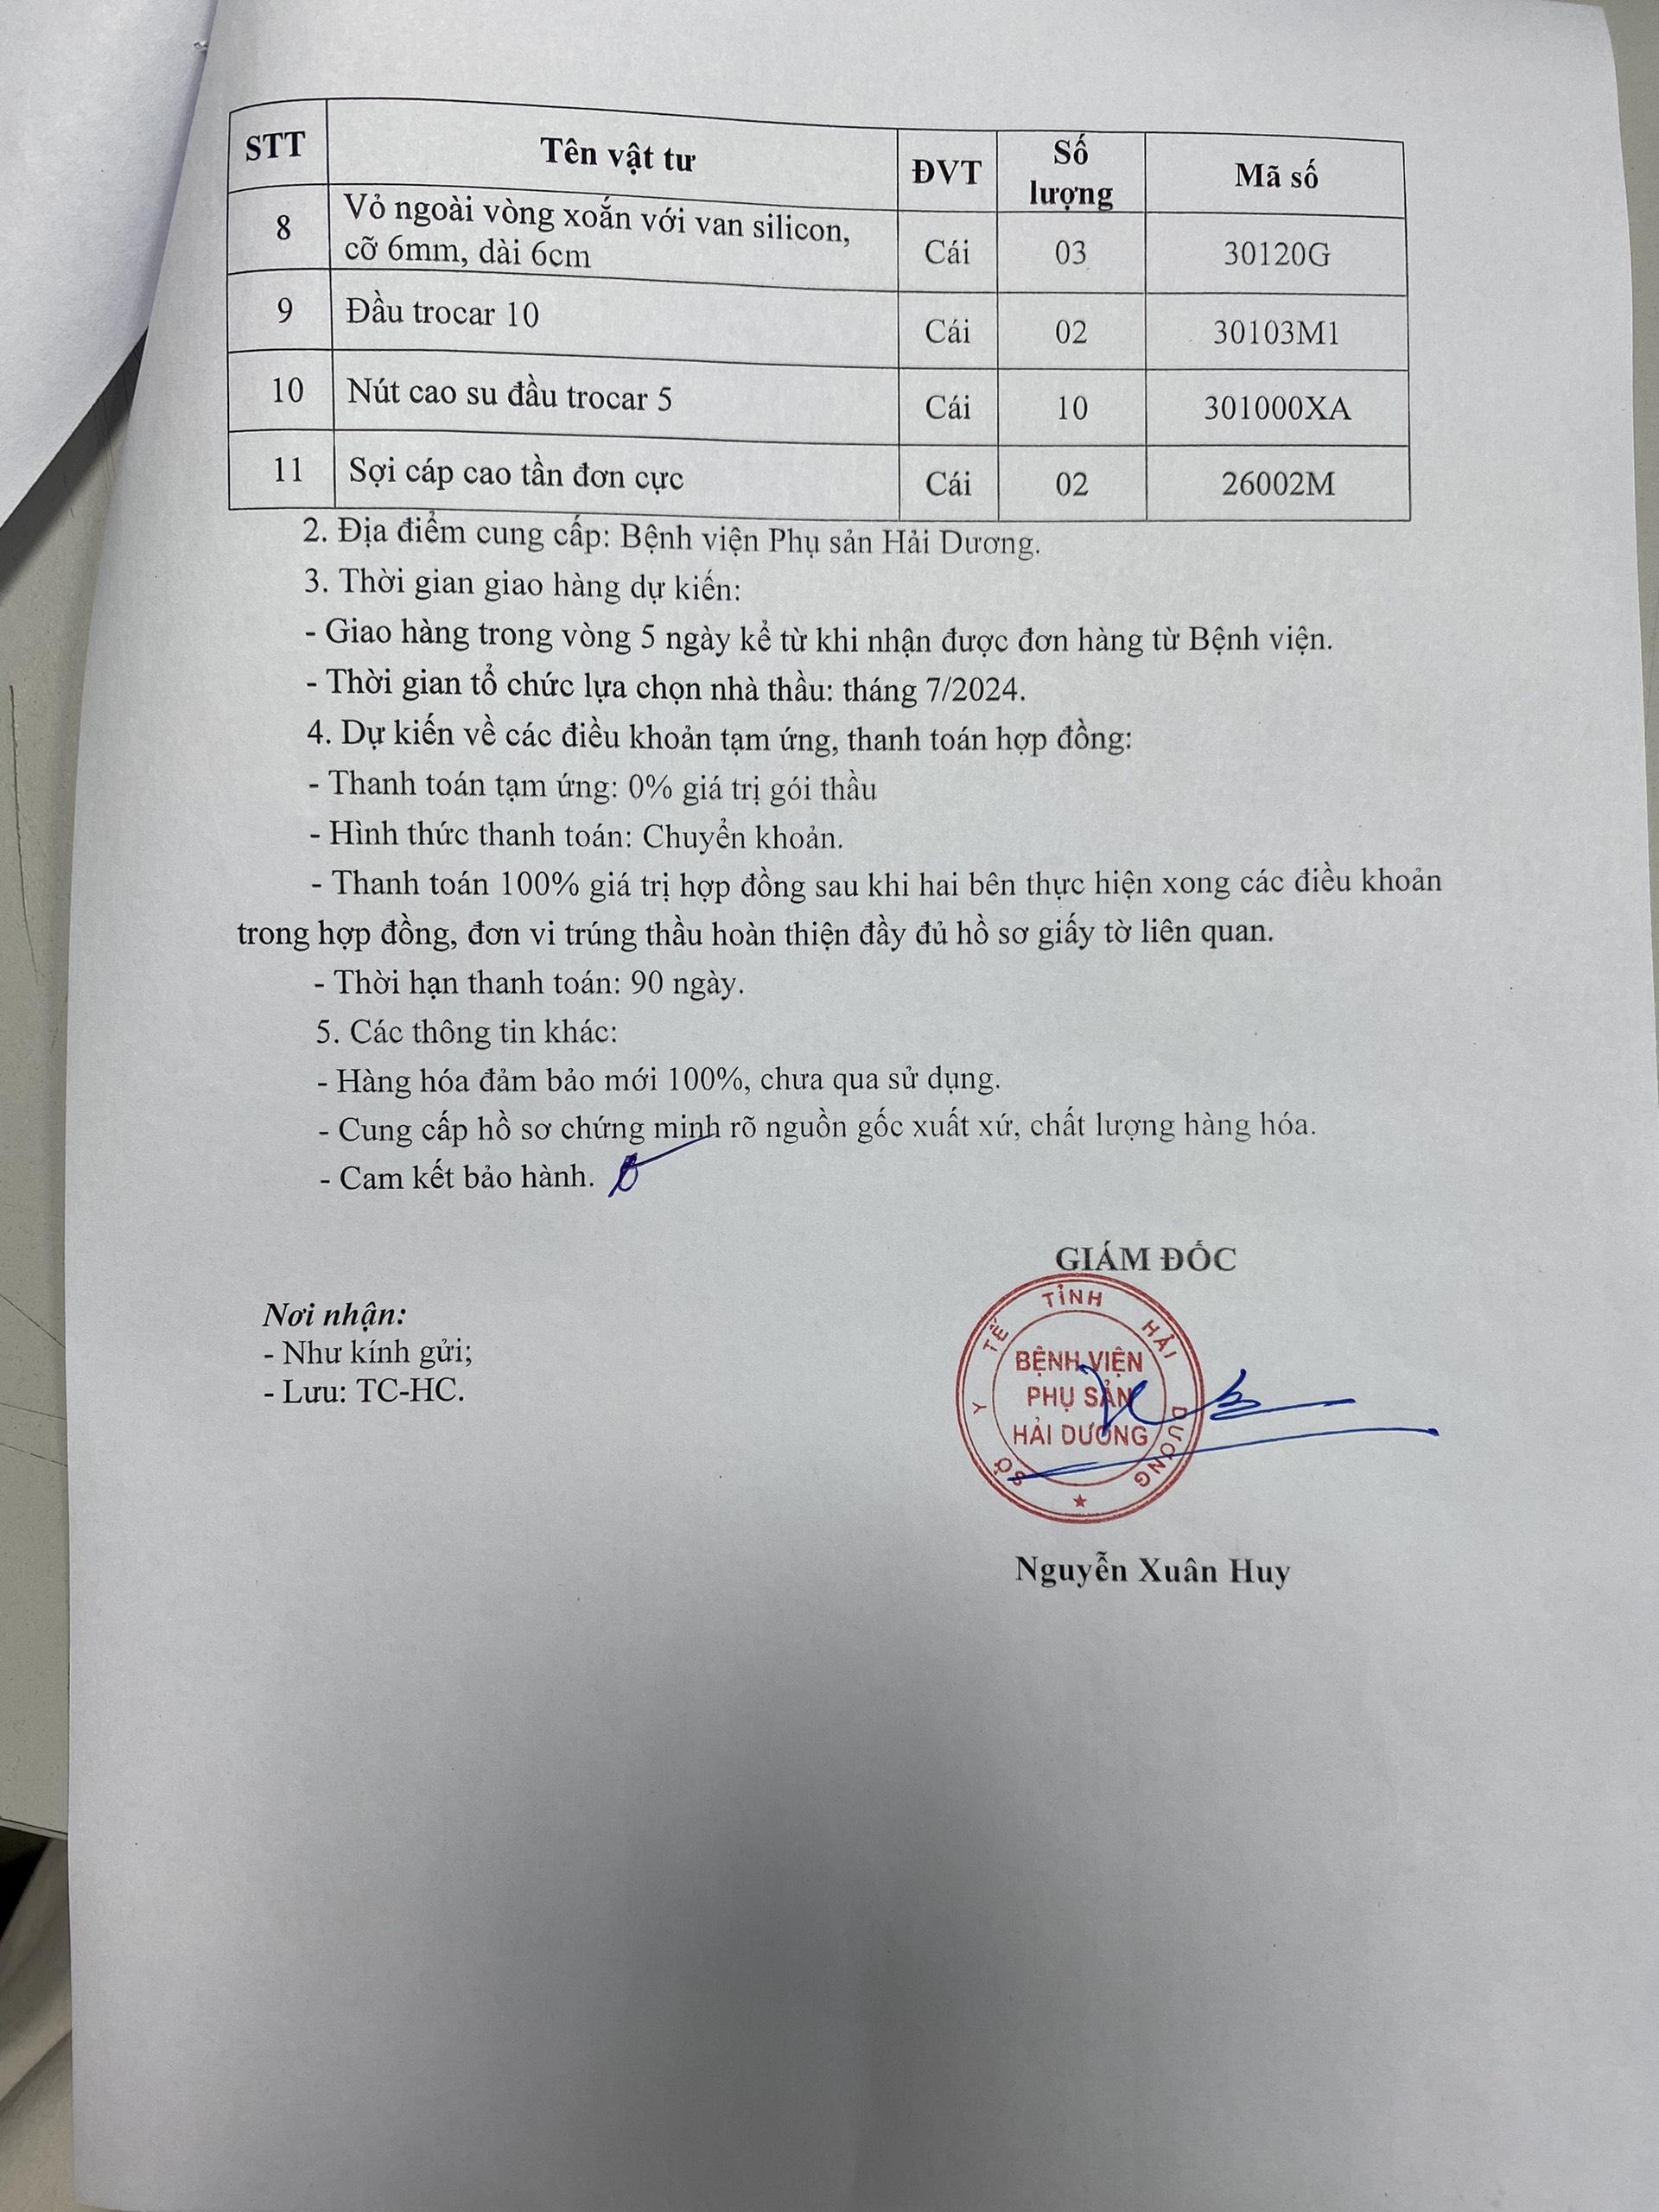 STT Tên vật tư ĐVT Số lượng Mã số
8 Vỏ ngoài vòng xoắn với van silicon, cỡ 6mm, dài 6cm Cái 03 30120G
9 Đầu trocar 10 Cái 02 30103M1
10 Nút cao su đầu trocar 5 Cái 10 301000XA
11 Sợi cáp cao tần đơn cực Cái 02 26002M
2. Địa điểm cung cấp: Bệnh viện Phụ sản Hải Dương.
3. Thời gian giao hàng dự kiến:
- Giao hàng trong vòng 5 ngày kể từ khi nhận được đơn hàng từ Bệnh viện.
- Thời gian tổ chức lựa chọn nhà thầu: tháng 7/2024.
4. Dự kiến về các điều khoản tạm ứng, thanh toán hợp đồng:
- Thanh toán tạm ứng: 0% giá trị gói thầu
- Hình thức thanh toán: Chuyển khoản.
- Thanh toán 100% giá trị hợp đồng sau khi hai bên thực hiện xong các điều khoản
trong hợp đồng, đơn vi trúng thầu hoàn thiện đầy đủ hồ sơ giấy tờ liên quan.
- Thời hạn thanh toán: 90 ngày.
5. Các thông tin khác:
- Hàng hóa đảm bảo mới 100%, chưa qua sử dụng.
- Cung cấp hồ sơ chứng minh rõ nguồn gốc xuất xứ, chất lượng hàng hóa.
- Cam kết bảo hành.
GIÁM ĐỐC
Nơi nhận:
- Như kính gửi;
- Lưu: TC-HC.
SỞ Y TẾ TỈNH HẢI DƯƠNG
BỆNH VIỆN
PHỤ SẢN
HẢI DƯƠNG
Nguyễn Xuân Huy